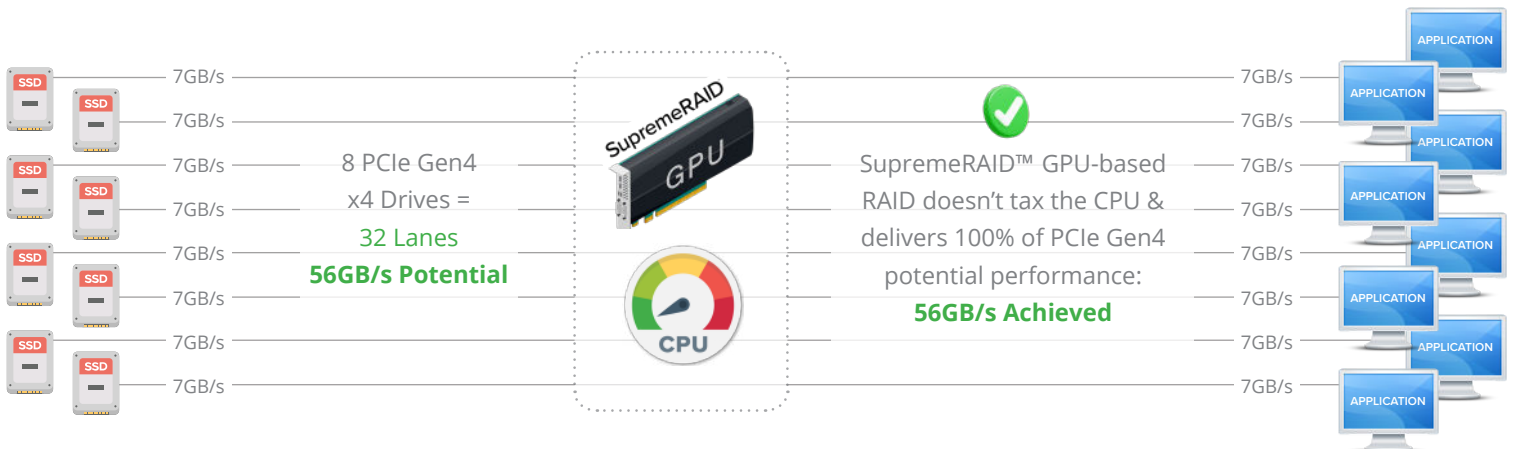 SSD
SSD
SSD
SSD
SSD
SSD
SSD
SSD
7GB/s
7GB/s
7GB/s
7GB/s
7GB/s
7GB/s
7GB/s
7GB/s
8 PCIe Gen4
x4 Drives =
32 Lanes
56GB/s Potential
SupremeRAID
GPU
CPU
SupremeRAID™ GPU-based
RAID doesn’t tax the CPU &
delivers 100% of PCIe Gen4
potential performance:
56GB/s Achieved
7GB/s
7GB/s
7GB/s
7GB/s
7GB/s
7GB/s
7GB/s
7GB/s
APPLICATION
APPLICATION
APPLICATION
APPLICATION
APPLICATION
APPLICATION
APPLICATION
APPLICATION